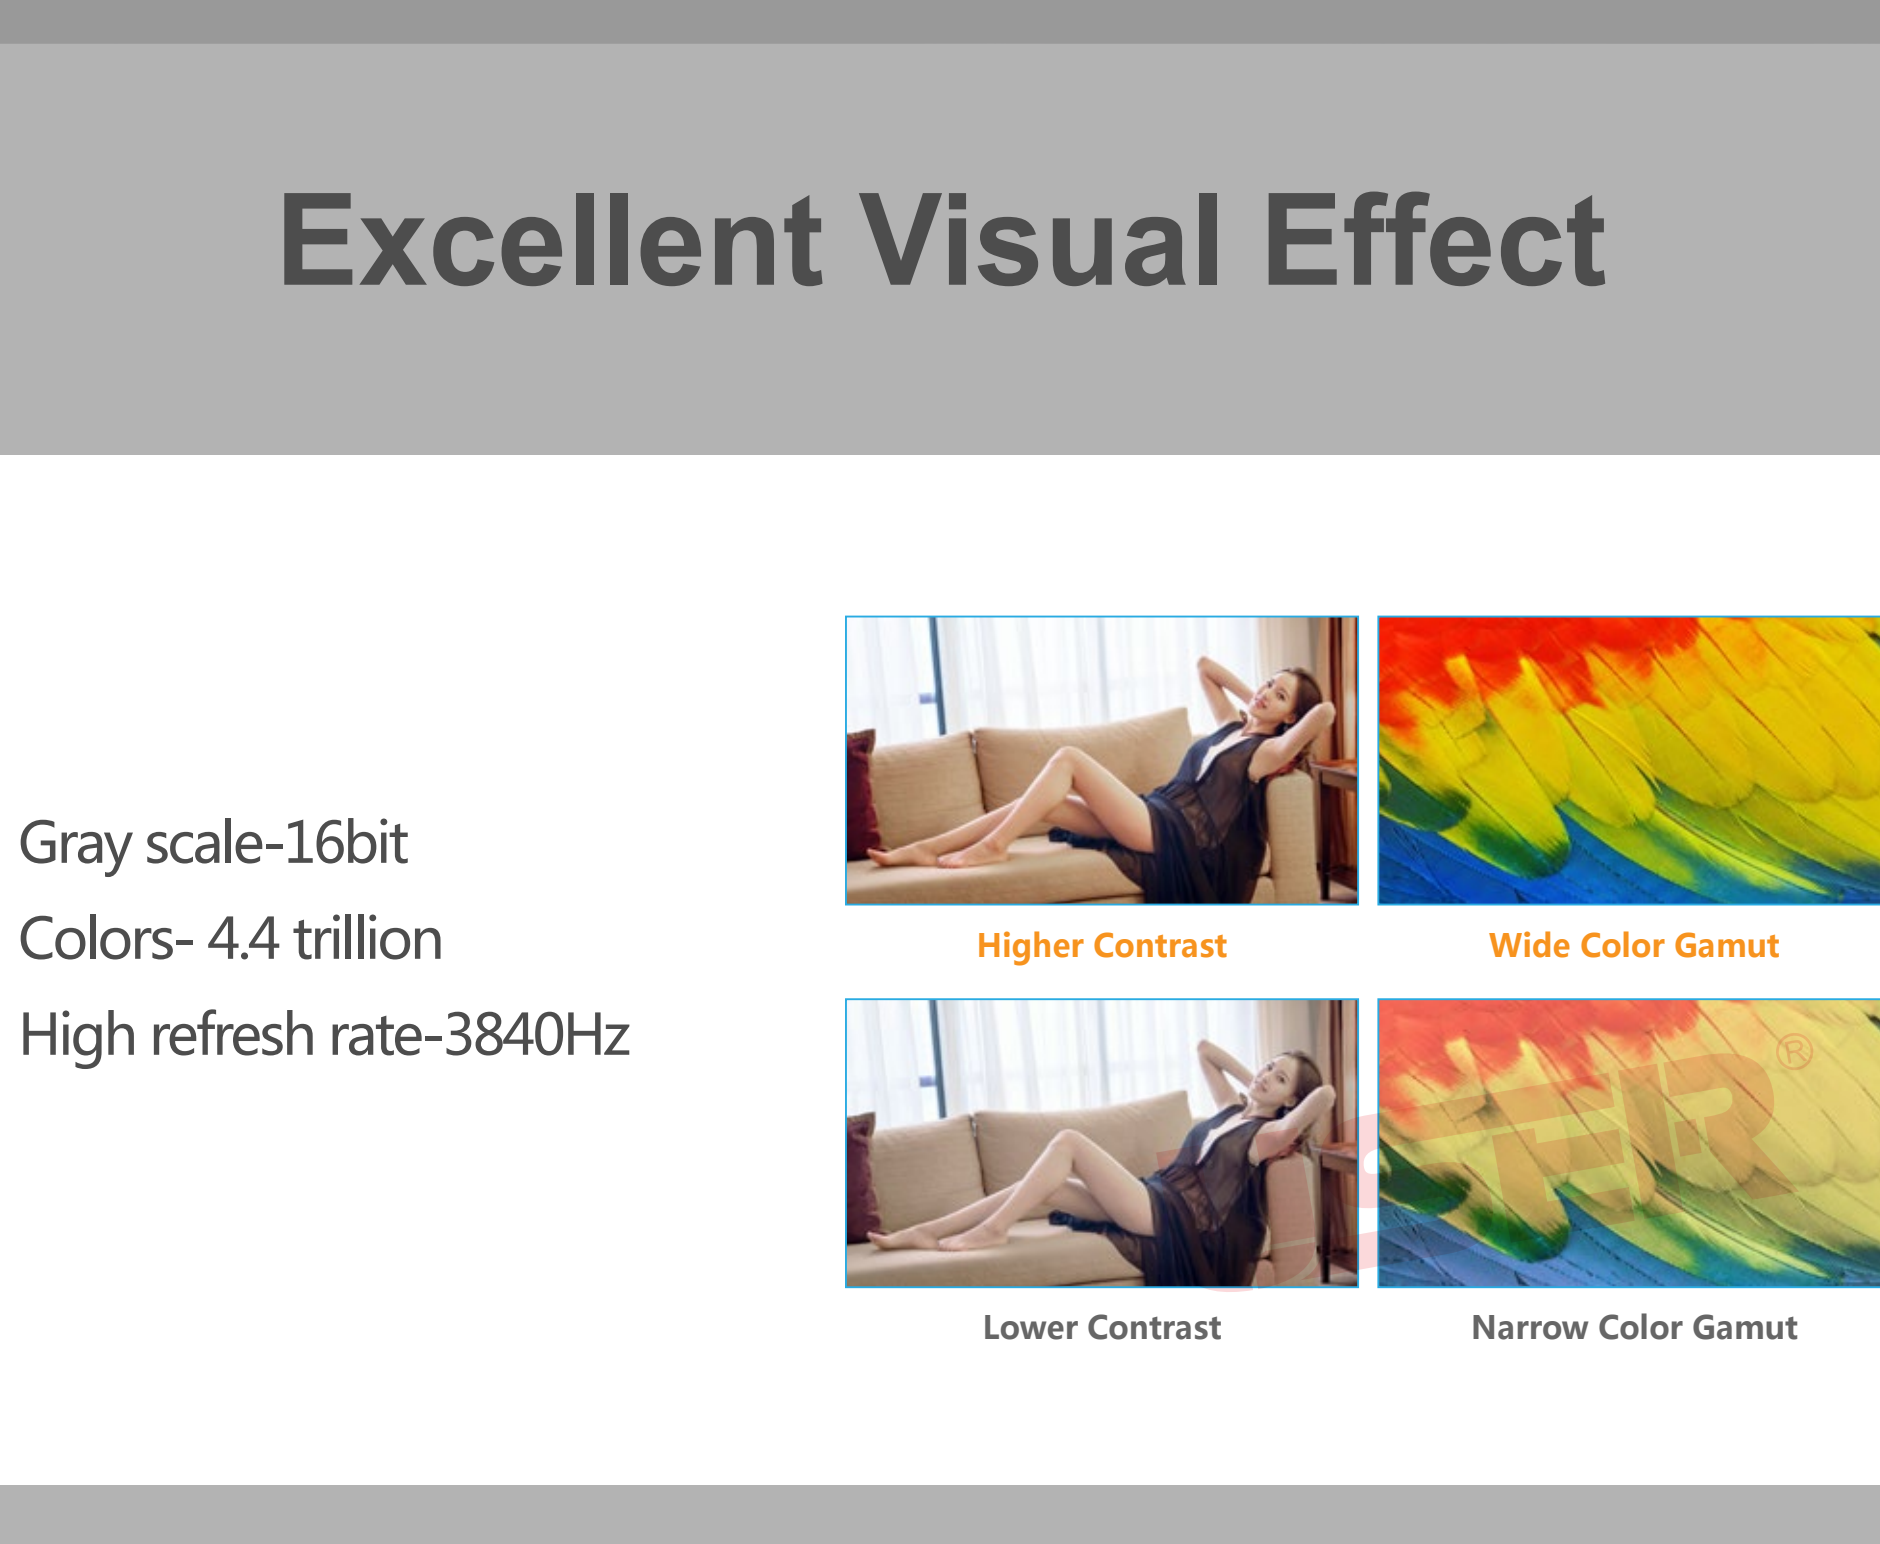 Excellent Visual Effect
Gray scale-16bit
Colors- 4.4 trillion
High refresh rate-3840Hz
Higher Contrast
Wide Color Gamut
Lower Contrast
Narrow Color Gamut